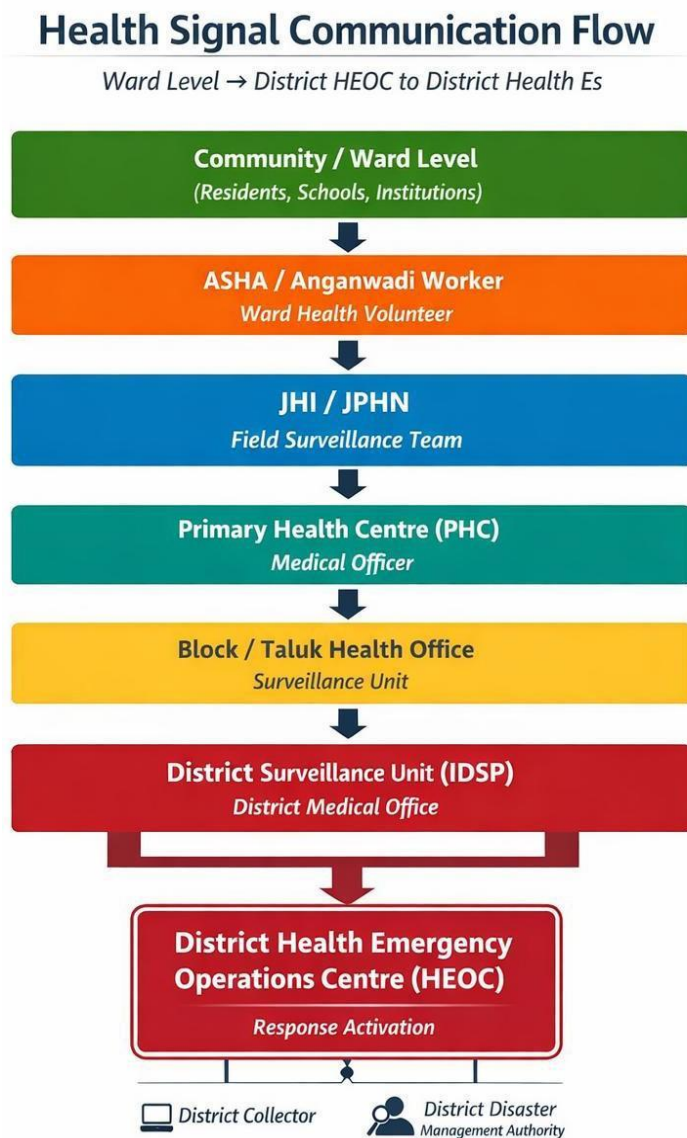 Health Signal Communication Flow
Ward Level → District HEOC to District Health Es
Community / Ward Level
(Residents, Schools, Institutions)
ASHA / Anganwadi Worker
Ward Health Volunteer
JHI / JPHN
Field Surveillance Team
Primary Health Centre (PHC)
Medical Officer
Block / Taluk Health Office
Surveillance Unit
District Surveillance Unit (IDSP)
District Medical Office
District Health Emergency
Operations Centre (HEOC)
Response Activation
District Collector
District Disaster
Management Authority